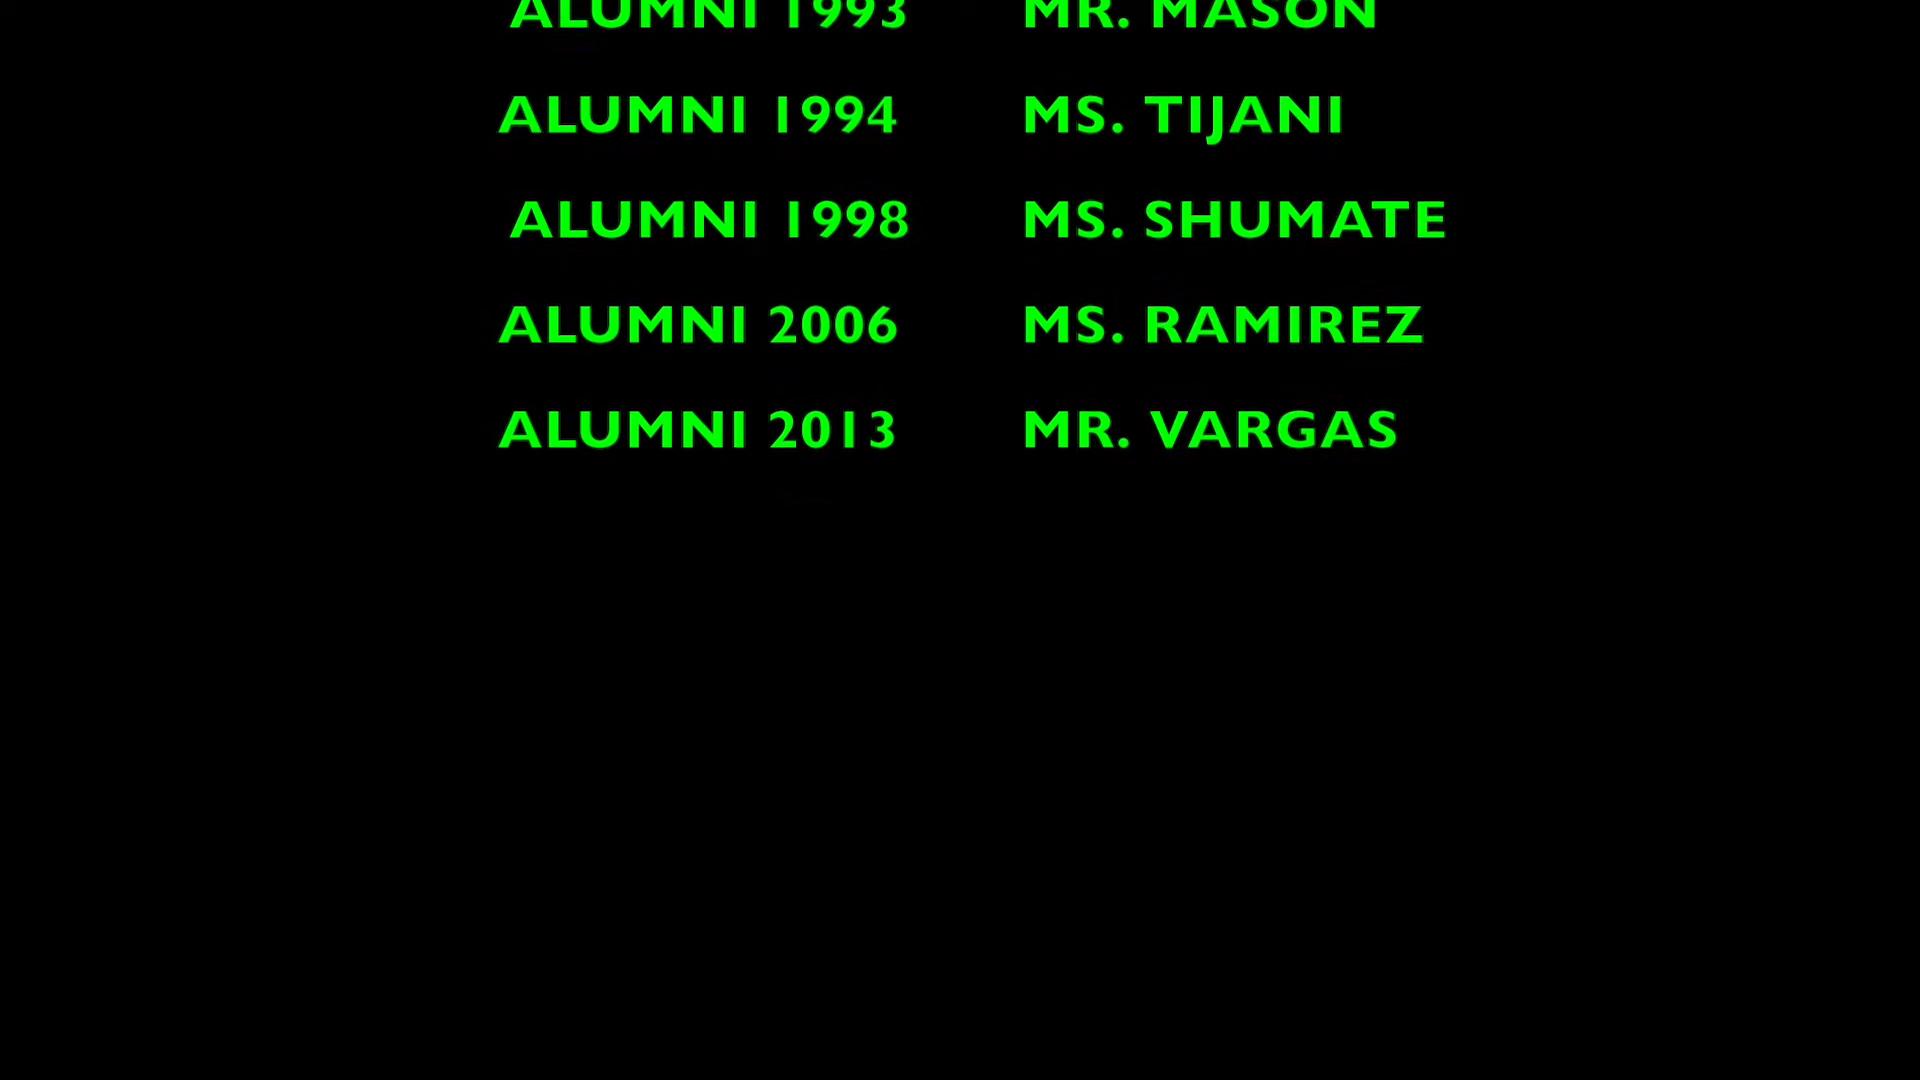 ALUMNI 1993 MR. MASON
ALUMNI 1994 MS. TIJANI
ALUMNI 1998 MS. SHUMATE
ALUMNI 2006 MS. RAMIREZ
ALUMNI 2013 MR. VARGAS